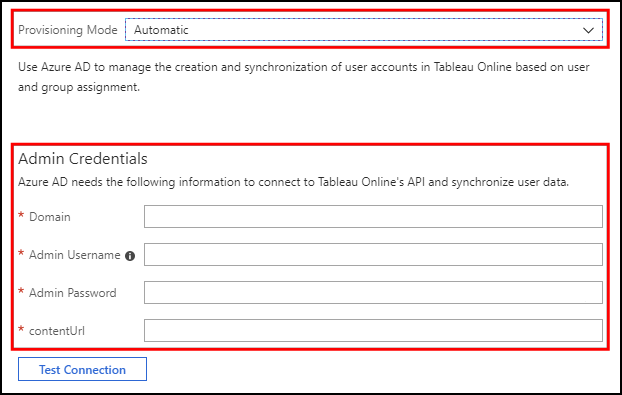 Provisioning Mode Automatic
Use Azure AD to manage the creation and synchronization of user accounts in Tableau Online based on user
and group assignment.
Admin Credentials
Azure AD needs the following information to connect to Tableau Online's API and synchronize user data.
* Domain
* Admin Username
* Admin Password
* contentUrl
Test Connection